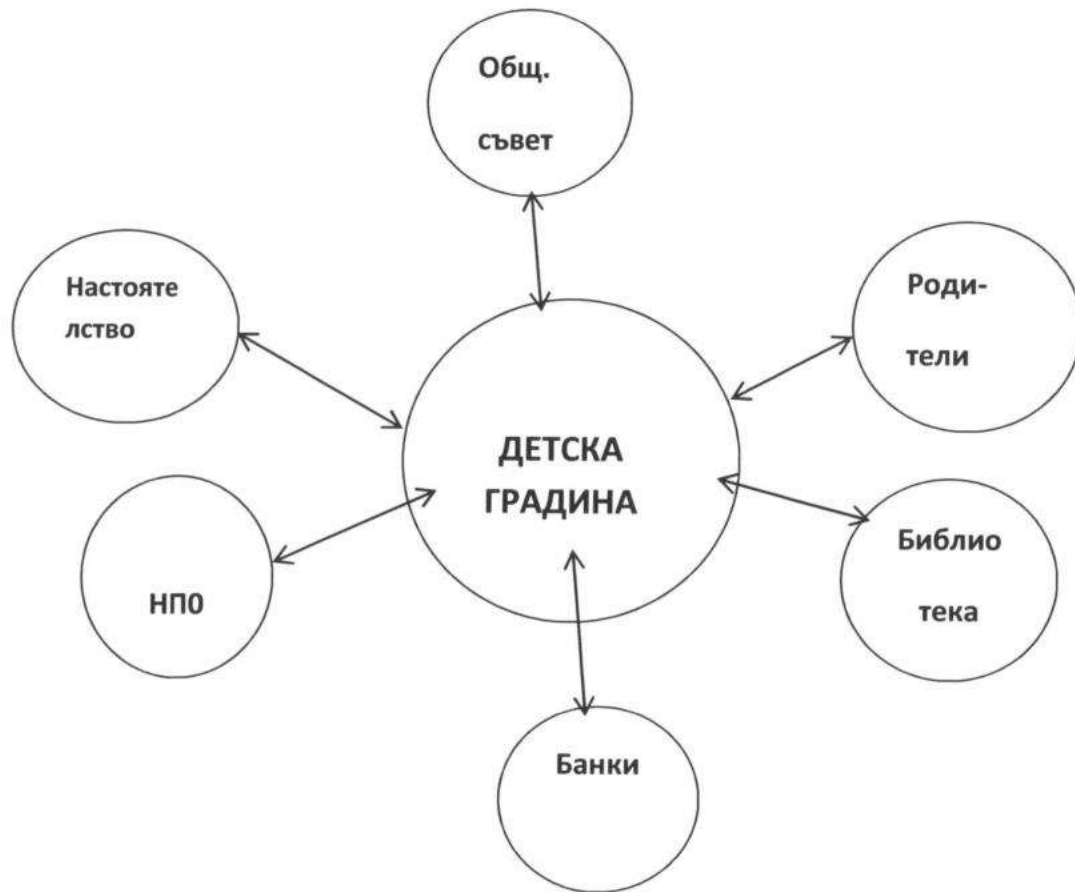 Общ.
съвет
Настояте
лство
Роди-
тели
ДЕТСКА
ГРАДИНА
НП0
Библио
тека
Банки